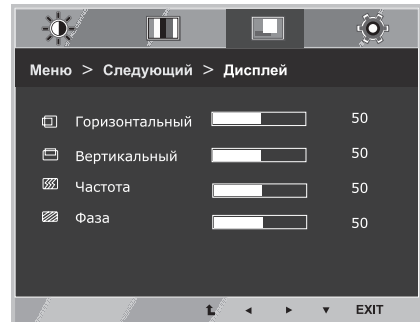 Меню > Следующий > Дисплей
Горизонтальный 50
Вертикальный 50
Частота 50
Фаза 50
EXIT